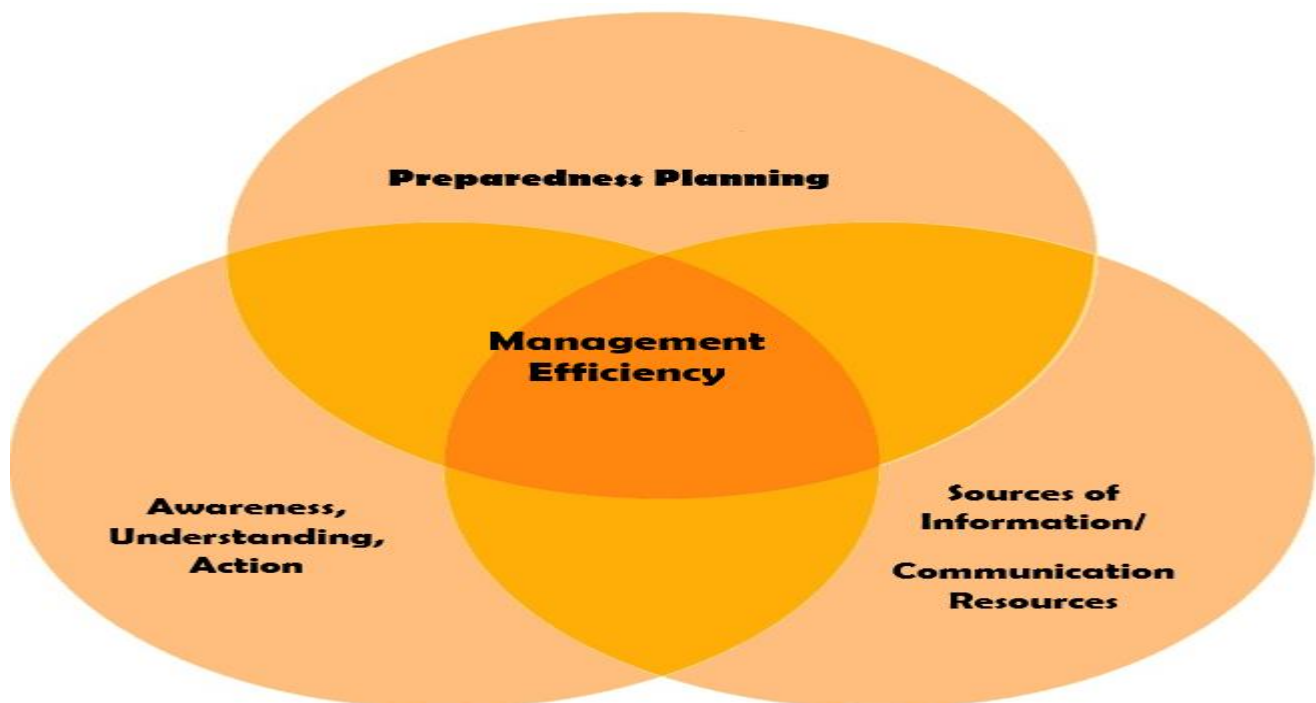 Preparedness Planning
Management
Efficiency
Awareness,
Understanding,
Action
Sources of
Information/
Communication
Resources